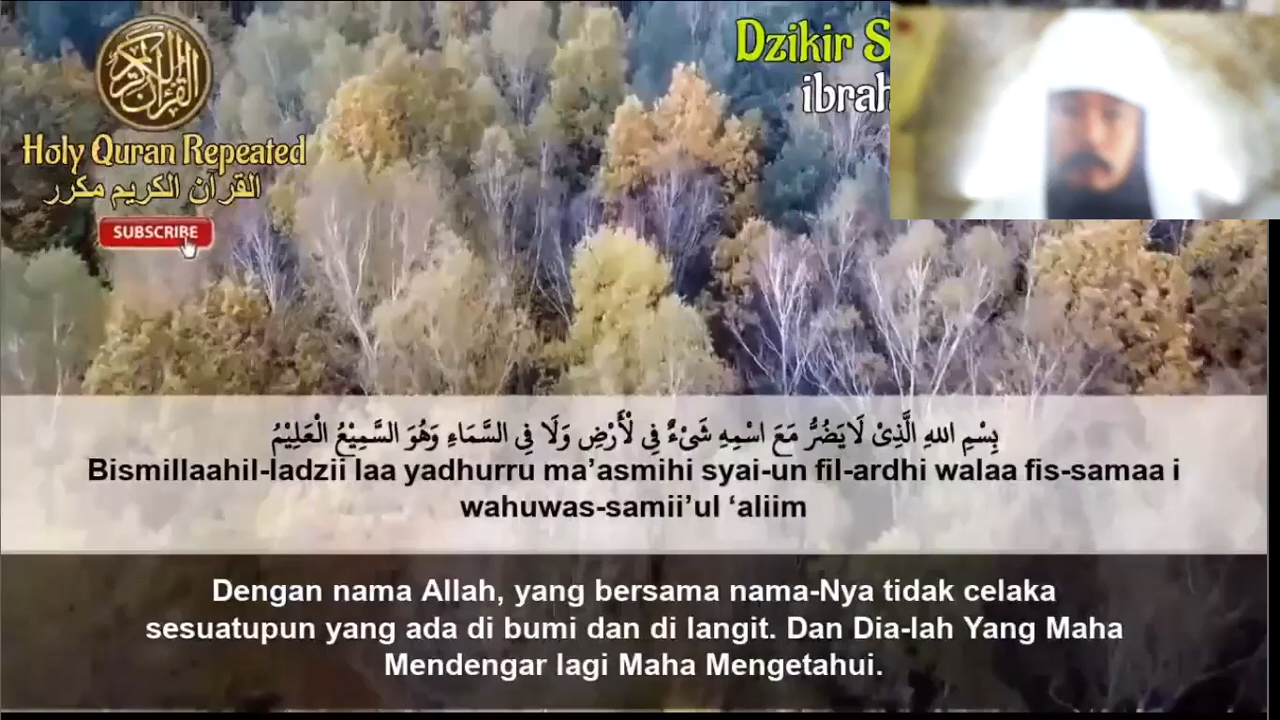 Dzikir S
ibrah
Holy Quran Repeated
القرآن الكريم مكرر
SUBSCRIBE
بِسْمِ اللهِ الَّذِىْ لَايَضُرُّ مَعَ اسْمِهِ شَىْءٌ فِى لْأَرْضِ وَلَا فِى السَّمَاءِ وَهُوَ السَّمِيْعُ الْعَلِيْمُ
Bismillaahil-ladzii laa yadhurru ma’asmihi syai-un fil-ardhi walaa fis-samaa i
wahuwas-samii’ul ‘aliim
Dengan nama Allah, yang bersama nama-Nya tidak celaka
sesuatupun yang ada di bumi dan di langit. Dan Dia-lah Yang Maha
Mendengar lagi Maha Mengetahui.